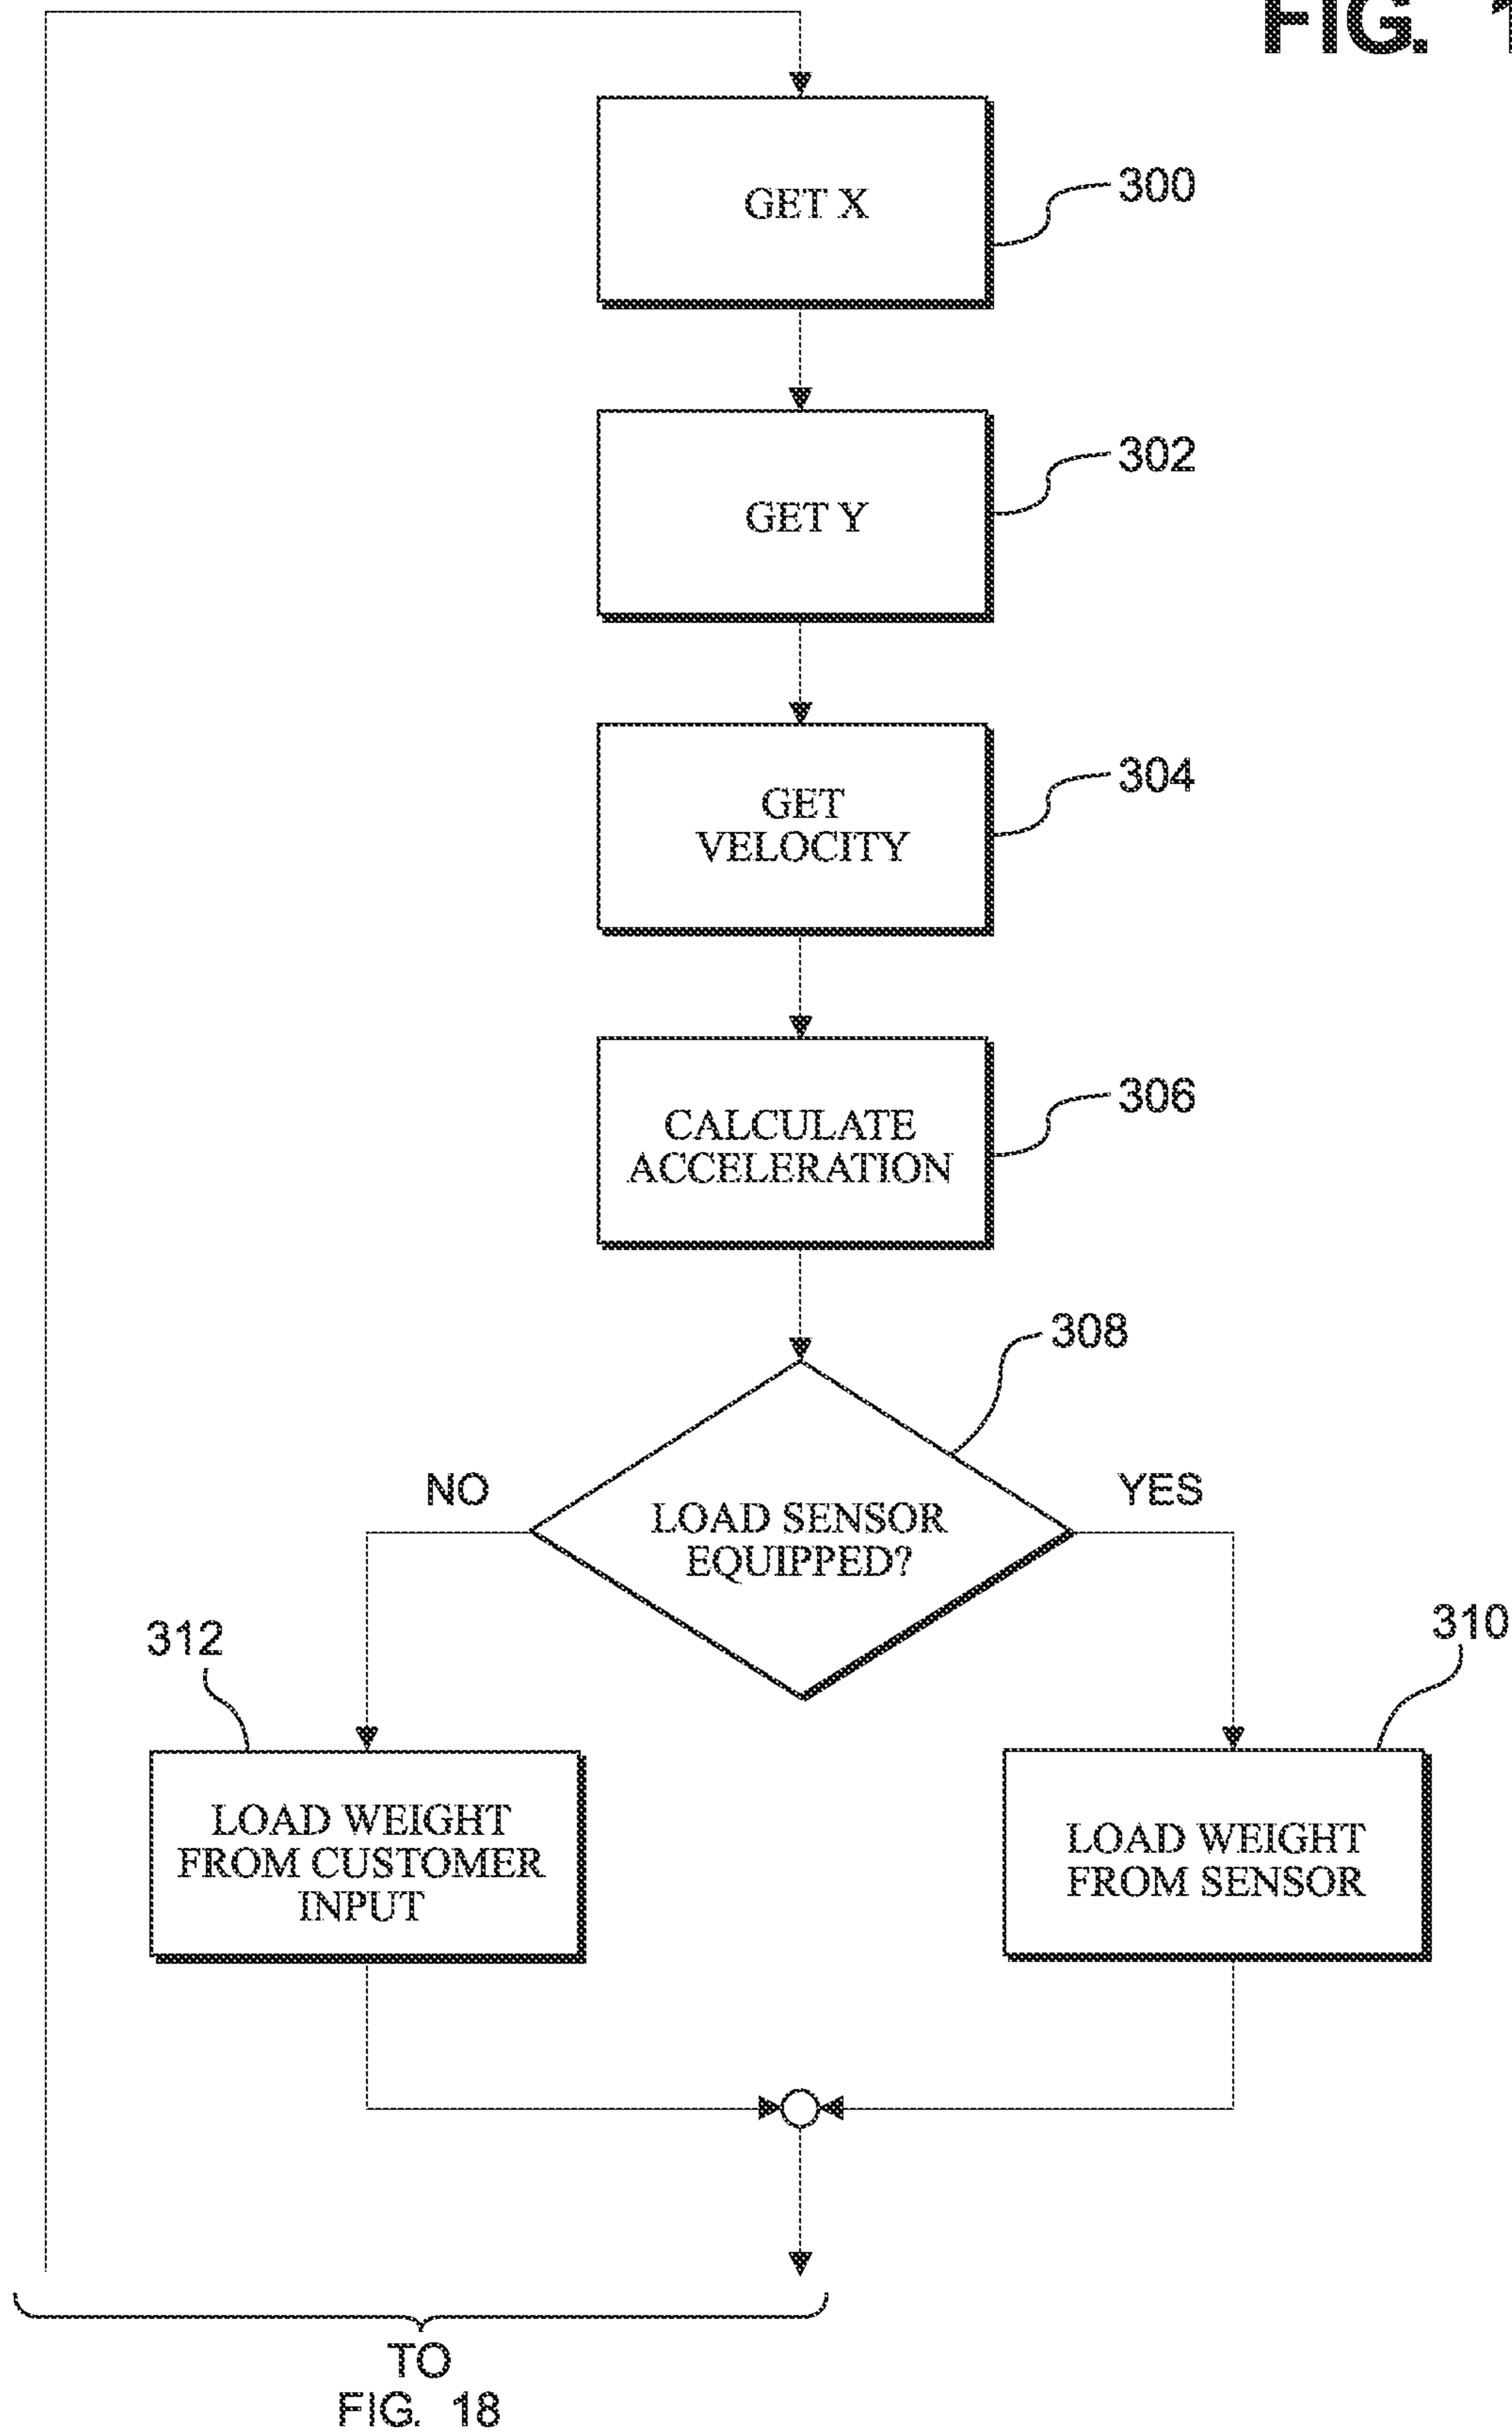 FIG. 1
GET X
300
GET Y
302
GET
VELOCITY
304
CALCULATE
ACCELERATION
306
308
NO
YES
LOAD SENSOR
EQUIPPED?
312
310
LOAD WEIGHT
FROM CUSTOMER
INPUT
LOAD WEIGHT
FROM SENSOR
TO
FIG. 18